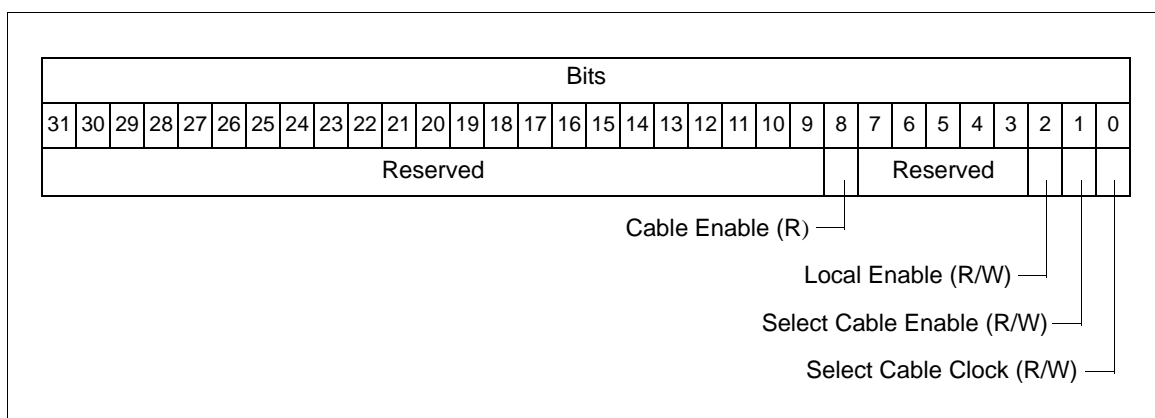 Bits
31 30 29 28 27 26 25 24 23 22 21 20 19 18 17 16 15 14 13 12 11 10 9 8 7 6 5 4 3 2 1 0
Reserved Reserved
Cable Enable (R)
Local Enable (R/W)
Select Cable Enable (R/W)
Select Cable Clock (R/W)